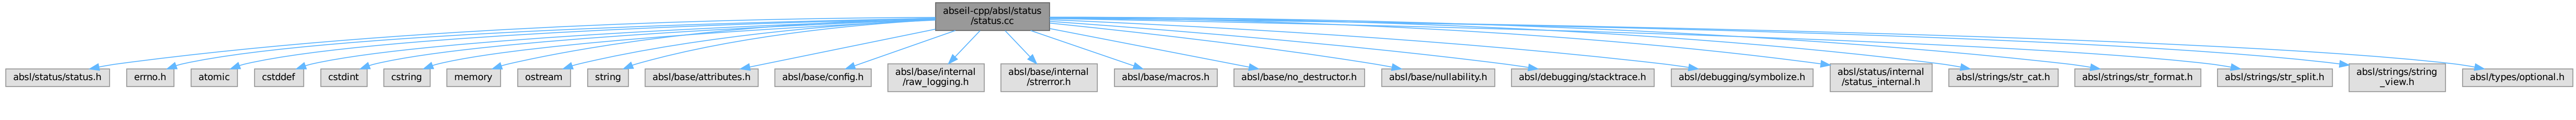 abseil-cpp/absl/status
/status.cc
absl/status/status.h
errno.h
atomic
cstddef
cstdint
cstring
memory
ostream
string
absl/base/attributes.h
absl/base/config.h
absl/base/internal
/raw_logging.h
absl/base/internal
/strerror.h
absl/base/macros.h
absl/base/no_destructor.h
absl/base/nullability.h
absl/debugging/stacktrace.h
absl/debugging/symbolize.h
absl/status/internal
/status_internal.h
absl/strings/str_cat.h
absl/strings/str_format.h
absl/strings/str_split.h
absl/strings/string
_view.h
absl/types/optional.h